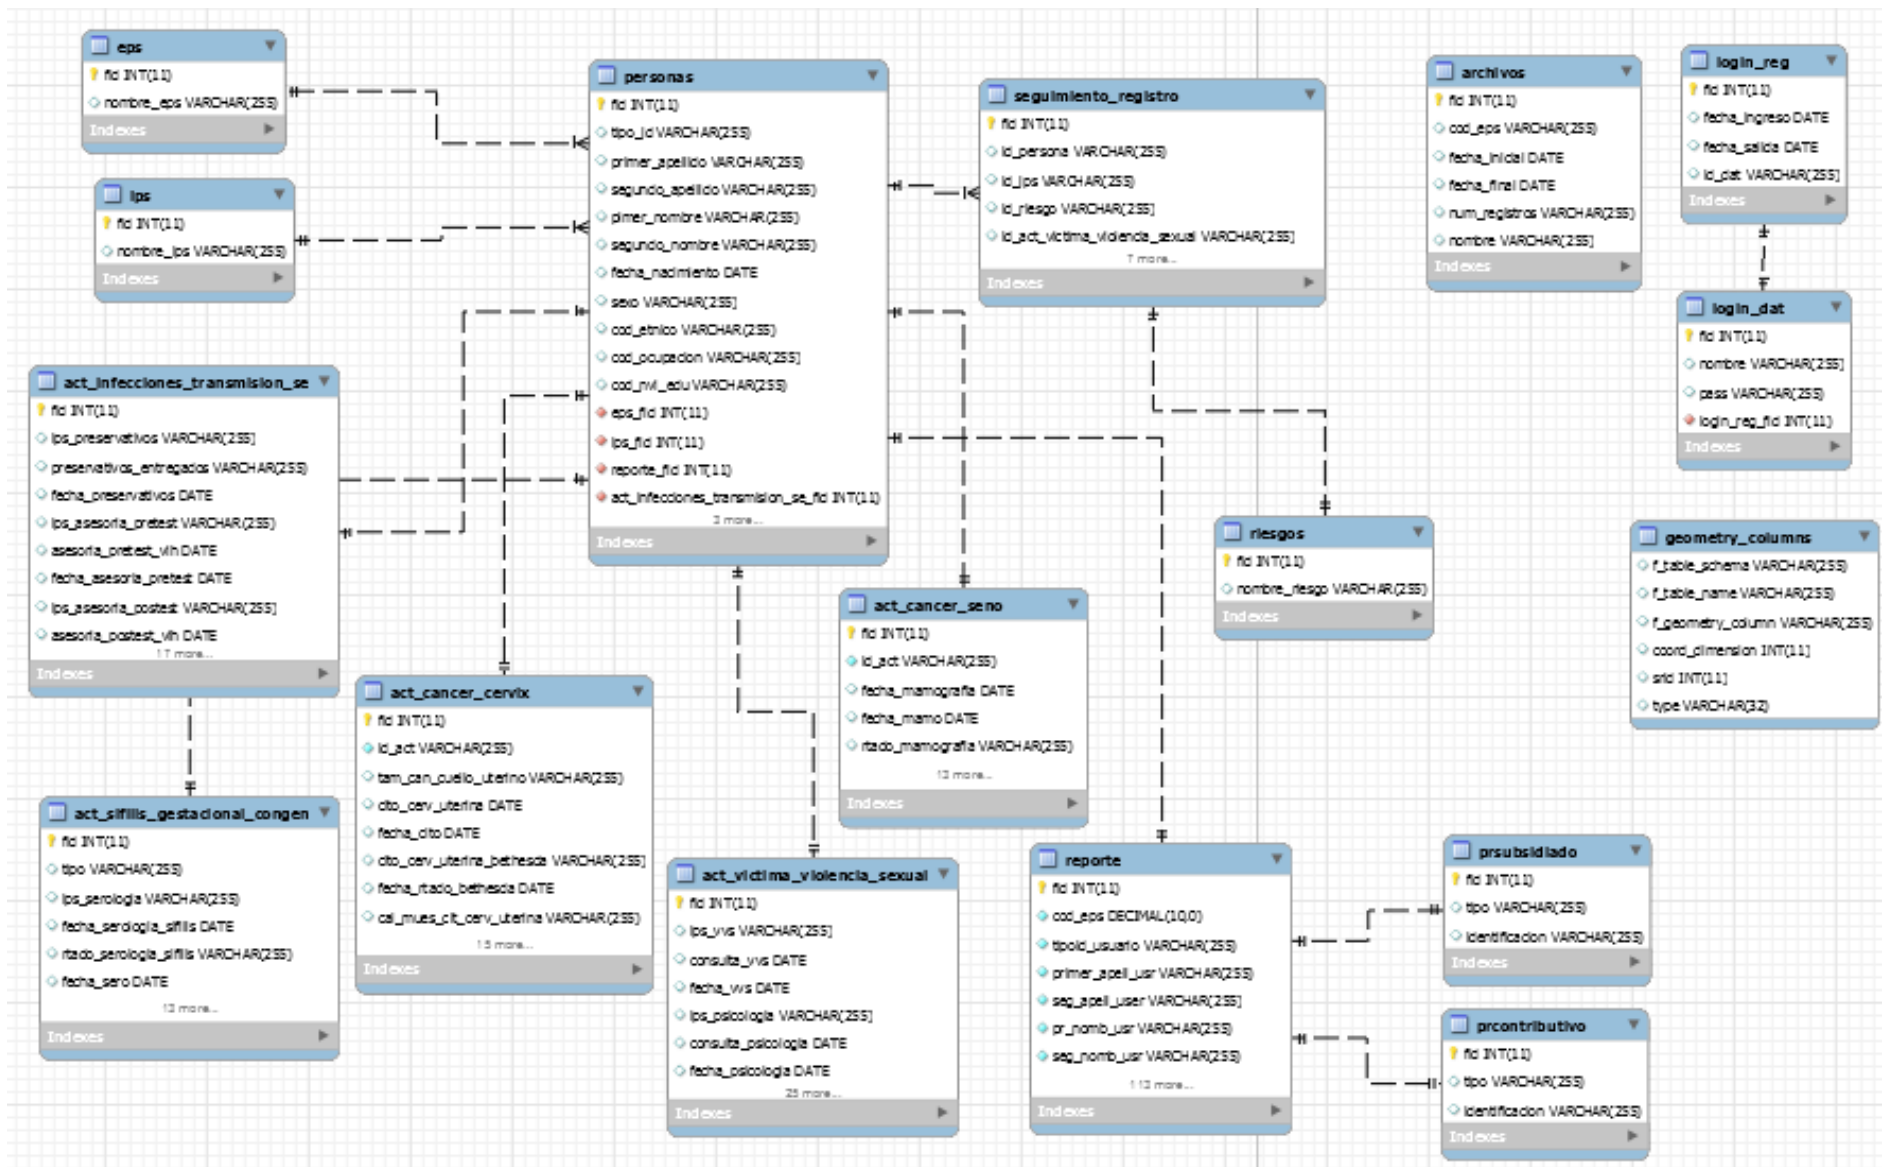 eps
fid INT(11)
nombre_eps VARCHAR(255)
Indexes
ips
fid INT(11)
nombre_ips VARCHAR(255)
Indexes
act_infecciones_transmision_se
fid INT(11)
ips_preservativos VARCHAR(255)
preservativos_entregados VARCHAR(255)
fecha_preservativos DATE
ips_asesoria_pretest VARCHAR(255)
asesoria_pretest_vih DATE
fecha_asesoria_pretest DATE
ips_asesoria_postest VARCHAR(255)
asesoria_postest_vih DATE
17 more...
Indexes
act_sifilis_gestacional_congen
fid INT(11)
tipo VARCHAR(255)
ips_serologia VARCHAR(255)
fecha_serologia_sifilis DATE
rtado_serologia_sifilis VARCHAR(255)
fecha_sero DATE
13 more...
Indexes
personas
fid INT(11)
tipo_id VARCHAR(255)
primer_apellido VARCHAR(255)
segundo_apellido VARCHAR(255)
pimer_nombre VARCHAR(255)
segundo_nombre VARCHAR(255)
fecha_nacimiento DATE
sexo VARCHAR(255)
cod_etnico VARCHAR(255)
cod_ocupacion VARCHAR(255)
cod_nvl_edu VARCHAR(255)
eps_fid INT(11)
ips_fid INT(11)
reporte_fid INT(11)
act_infecciones_transmision_se_fid INT(11)
3 more...
Indexes
act_cancer_cervix
fid INT(11)
id_act VARCHAR(255)
tam_can_cuello_uterino VARCHAR(255)
cito_cerv_uterina DATE
fecha_cito DATE
cito_cerv_uterina_bethesda VARCHAR(255)
fecha_rtado_bethesda DATE
cal_mues_cit_cerv_uterina VARCHAR(255)
15 more...
Indexes
act_victima_violencia_sexual
fid INT(11)
ips_vvs VARCHAR(255)
consulta_vvs DATE
fecha_vvs DATE
ips_psicologia VARCHAR(255)
consulta_psicologia DATE
fecha_psicologia DATE
25 more...
Indexes
act_cancer_seno
fid INT(11)
id_act VARCHAR(255)
fecha_mamografia DATE
fecha_mamo DATE
rtado_mamografia VARCHAR(255)
12 more...
Indexes
seguimiento_registro
fid INT(11)
id_persona VARCHAR(255)
id_ips VARCHAR(255)
id_riesgo VARCHAR(255)
id_act_victima_violencia_sexual VARCHAR(255)
7 more...
Indexes
riesgos
fid INT(11)
nombre_riesgo VARCHAR(255)
Indexes
reporte
fid INT(11)
cod_eps DECIMAL(10,0)
tipoid_usuario VARCHAR(255)
primer_apell_usr VARCHAR(255)
seg_apell_user VARCHAR(255)
pr_nomb_usr VARCHAR(255)
seg_nomb_usr VARCHAR(255)
113 more...
Indexes
archivos
fid INT(11)
cod_eps VARCHAR(255)
fecha_inicial DATE
fecha_final DATE
num_registros VARCHAR(255)
nombre VARCHAR(255)
Indexes
login_reg
fid INT(11)
fecha_ingreso DATE
fecha_salida DATE
id_dat VARCHAR(255)
Indexes
login_dat
fid INT(11)
nombre VARCHAR(255)
pass VARCHAR(255)
login_reg_fid INT(11)
Indexes
geometry_columns
f_table_schema VARCHAR(255)
f_table_name VARCHAR(255)
f_geometry_column VARCHAR(255)
coord_dimension INT(11)
srid INT(11)
type VARCHAR(32)
prsubsidiado
fid INT(11)
tipo VARCHAR(255)
identificacion VARCHAR(255)
Indexes
prcontributivo
fid INT(11)
tipo VARCHAR(255)
identificacion VARCHAR(255)
Indexes